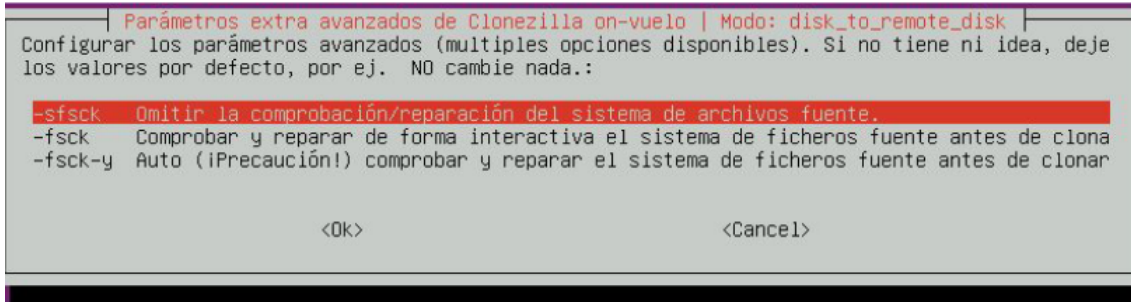 Parámetros extra avanzados de Clonezilla on-vuelo | Modo: disk_to_remote_disk
Configurar los parámetros avanzados (multiples opciones disponibles). Si no tiene ni idea, deje
los valores por defecto, por ej.  NO cambie nada.:
-sfsck   Omitir la comprobación/reparación del sistema de archivos fuente.
-fsck    Comprobar y reparar de forma interactiva el sistema de ficheros fuente antes de clona
-fsck-y  Auto (¡Precaución!) comprobar y reparar el sistema de ficheros fuente antes de clonar
<Ok> <Cancel>